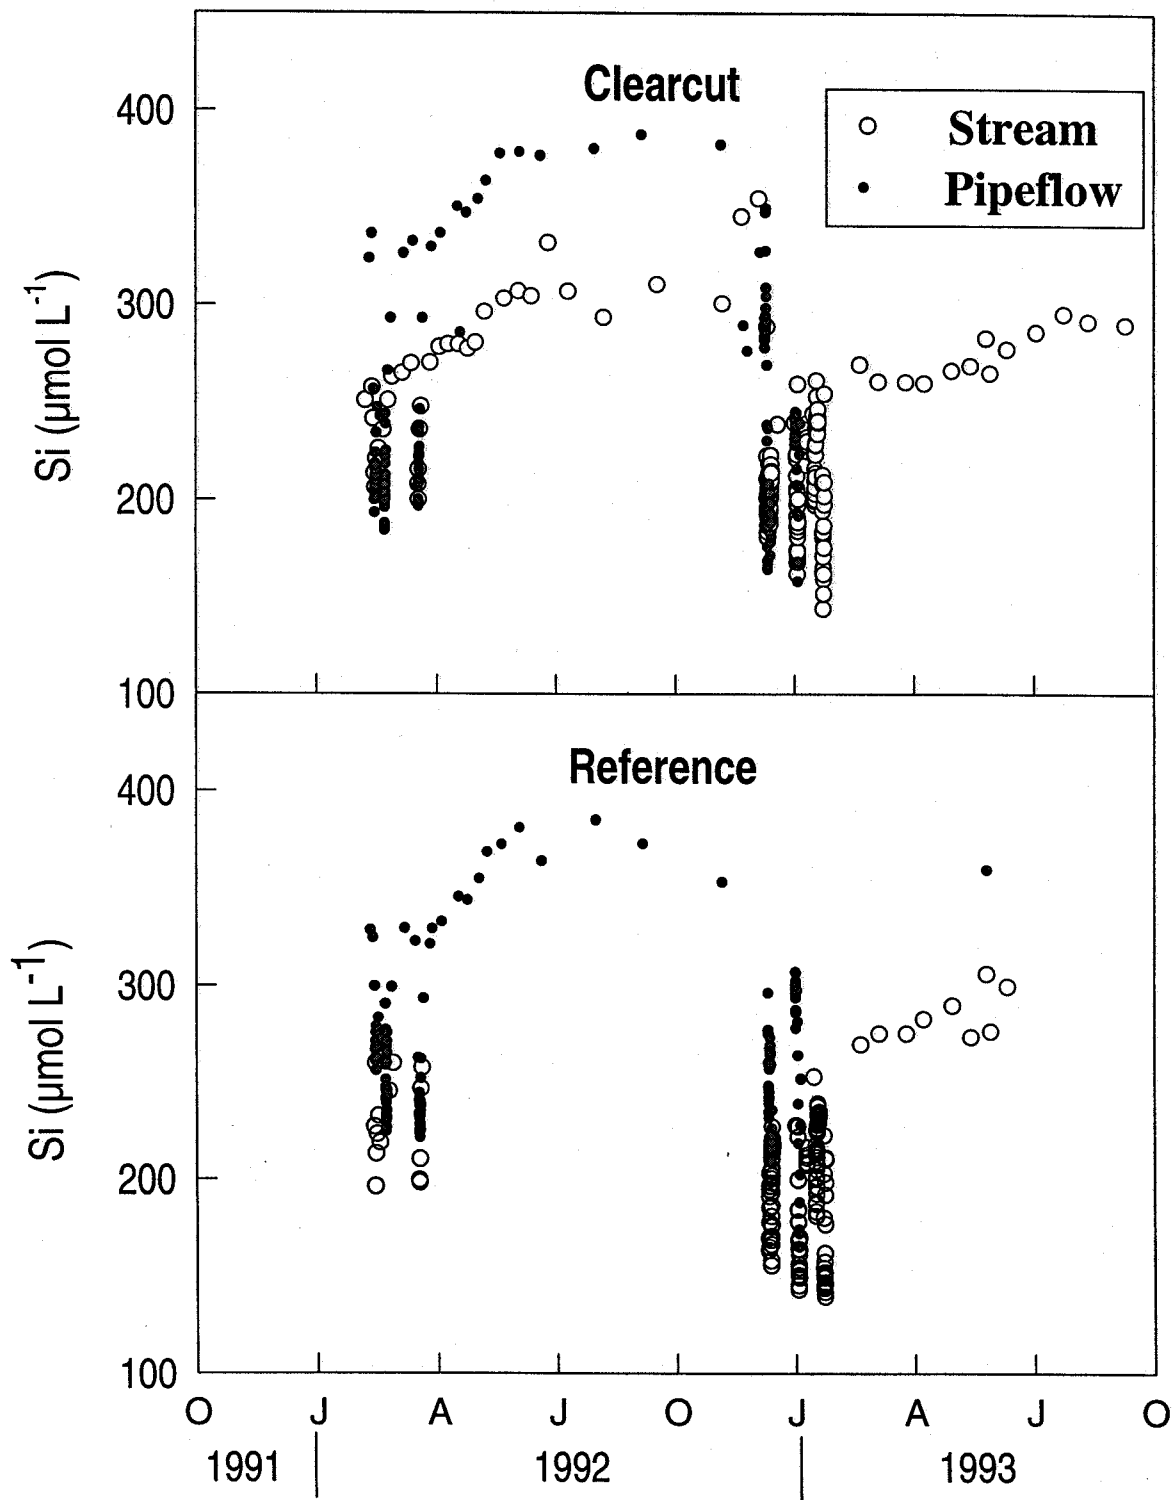 Clearcut
Stream
Pipeflow
400
300
200
100
Si (µmol L⁻¹)
Reference
400
300
200
100
Si (µmol L⁻¹)
O J A J O J A J O
1991 1992 1993